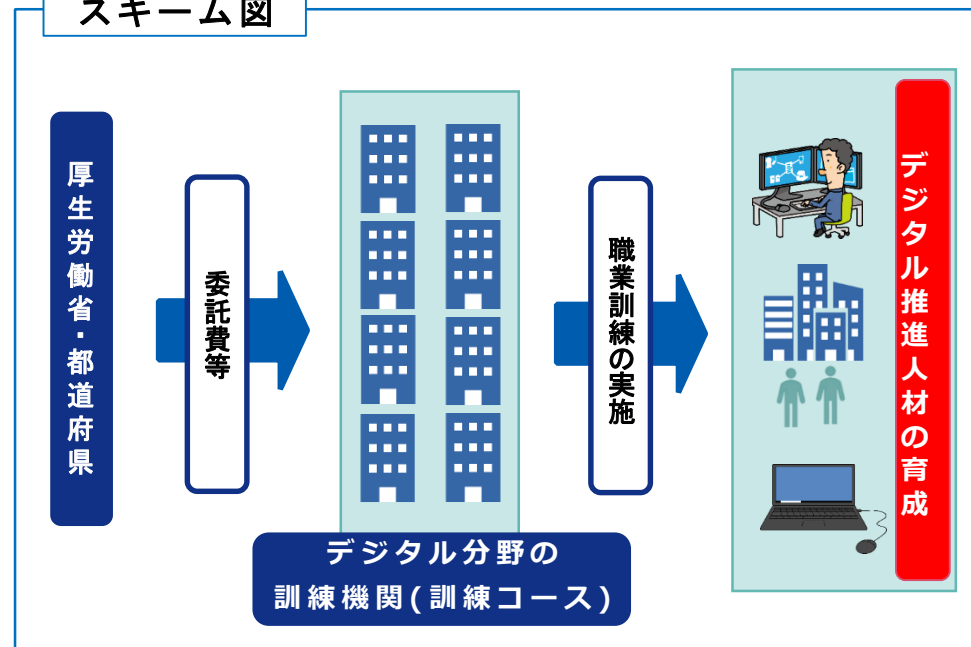 スキーム図
厚生労働省・都道府県
委託費等
デジタル分野の
訓練機関(訓練コース)
職業訓練の実施
デジタル推進人材の育成